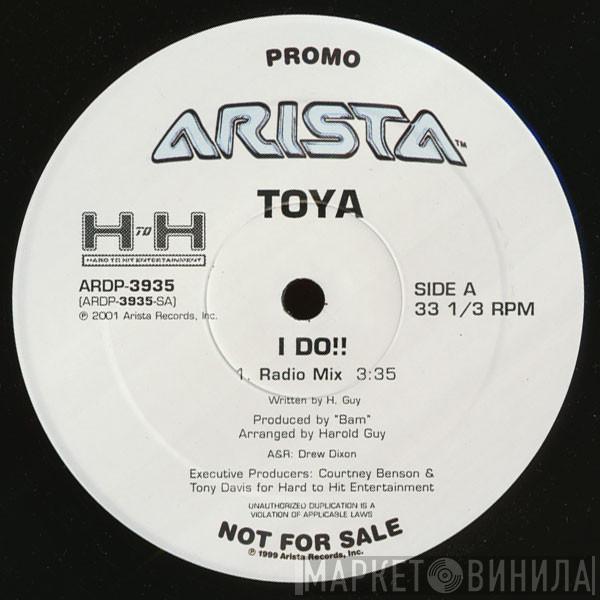 PROMO
ARISTA™
TOYA
H TO H
HARD TO HIT ENTERTAINMENT
ARDP-3935
(ARDP-3935-SA)
℗ 2001 Arista Records, Inc.
SIDE A
33 1/3 RPM
I DO!!
1. Radio Mix 3:35
Written by H. Guy
Produced by "Bam"
Arranged by Harold Guy
A&R: Drew Dixon
Executive Producers: Courtney Benson &
Tony Davis for Hard to Hit Entertainment
UNAUTHORIZED DUPLICATION IS A
VIOLATION OF APPLICABLE LAWS
NOT FOR SALE
℗ 1999 Arista Records, Inc.
МАРКЕТ ВИНИЛА